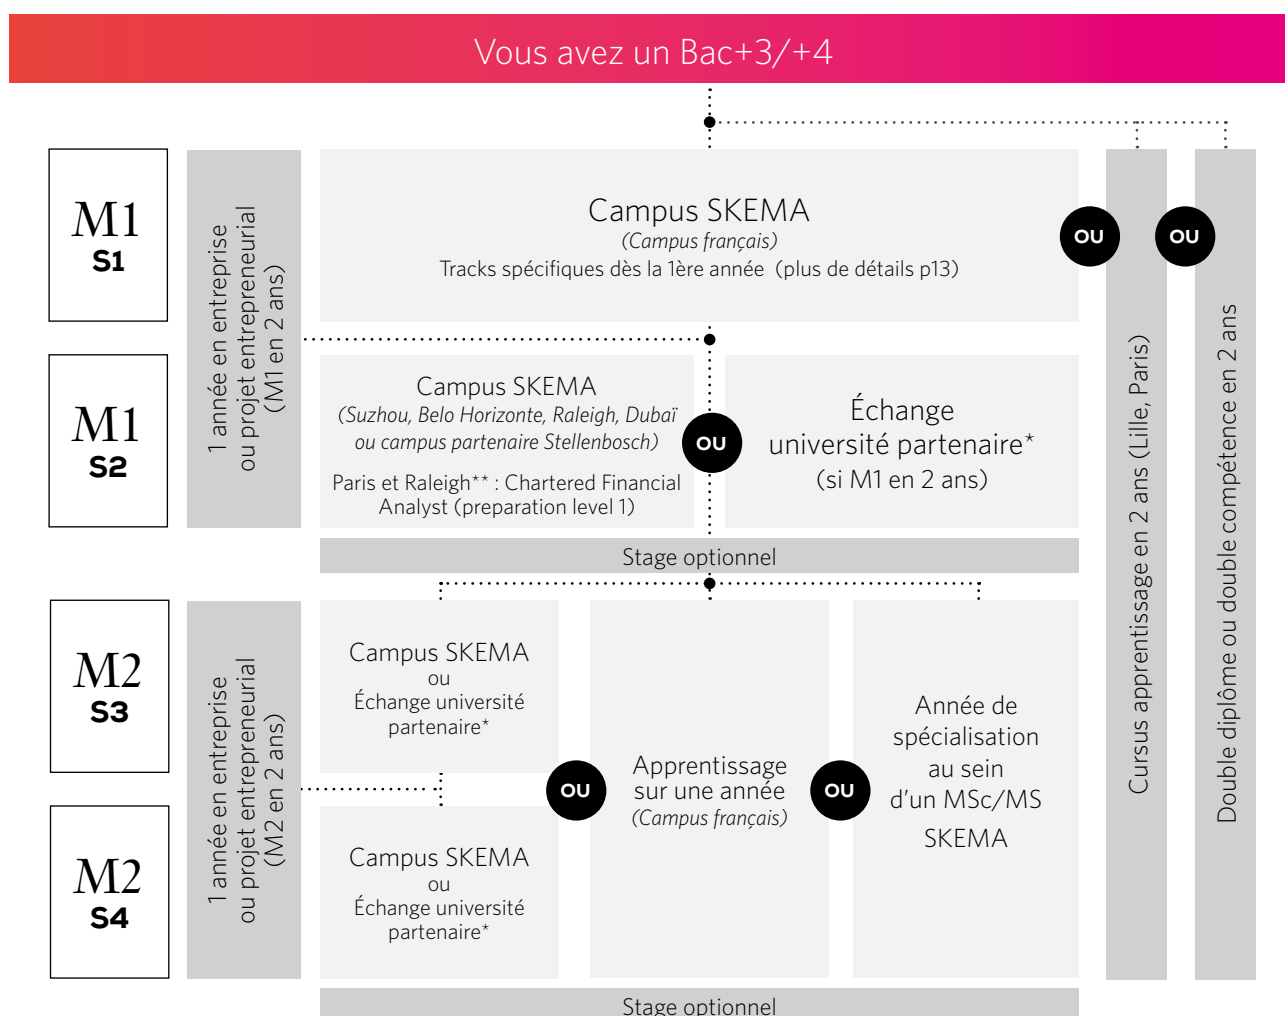 Vous avez un Bac+3/+4
M1
S1
1 année en entreprise
ou projet entrepreneurial
(M1 en 2 ans)
Campus SKEMA
(Campus français)
Tracks spécifiques dès la 1ère année (plus de détails p13)
OU
OU
M1
S2
Campus SKEMA
(Suzhou, Belo Horizonte, Raleigh, Dubaï
ou campus partenaire Stellenbosch)
Paris et Raleigh** : Chartered Financial
Analyst (preparation level 1)
OU
Échange
université partenaire*
(si M1 en 2 ans)
Stage optionnel
Cursus apprentissage en 2 ans (Lille, Paris)
Double diplôme ou double compétence en 2 ans
M2
S3
1 année en entreprise
ou projet entrepreneurial
(M2 en 2 ans)
Campus SKEMA
ou
Échange université
partenaire*
OU
Apprentissage
sur une année
(Campus français)
OU
Année de
spécialisation
au sein
d'un MSc/MS
SKEMA
M2
S4
Campus SKEMA
ou
Échange université
partenaire*
Stage optionnel